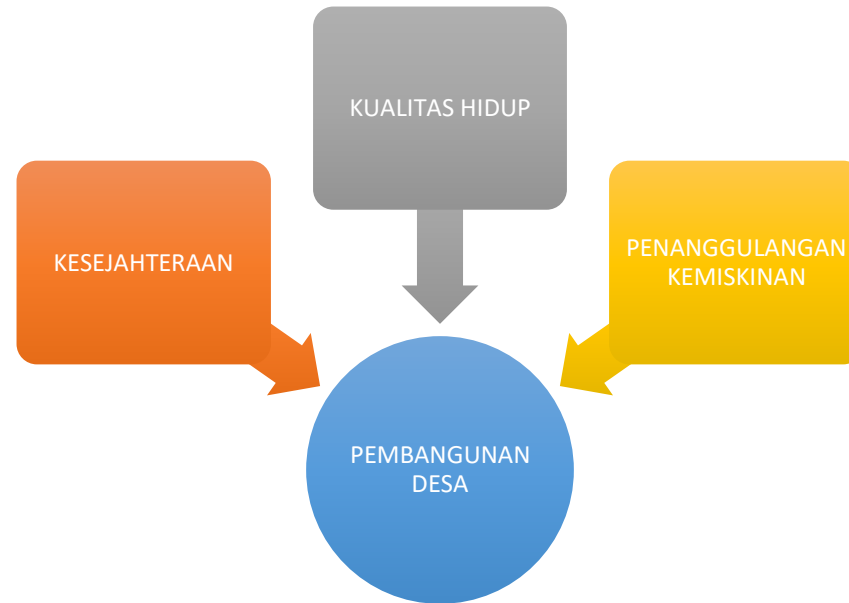 KUALITAS HIDUP
KESEJAHTERAAN
PENANGGULANGAN
KEMISKINAN
PEMBANGUNAN
DESA